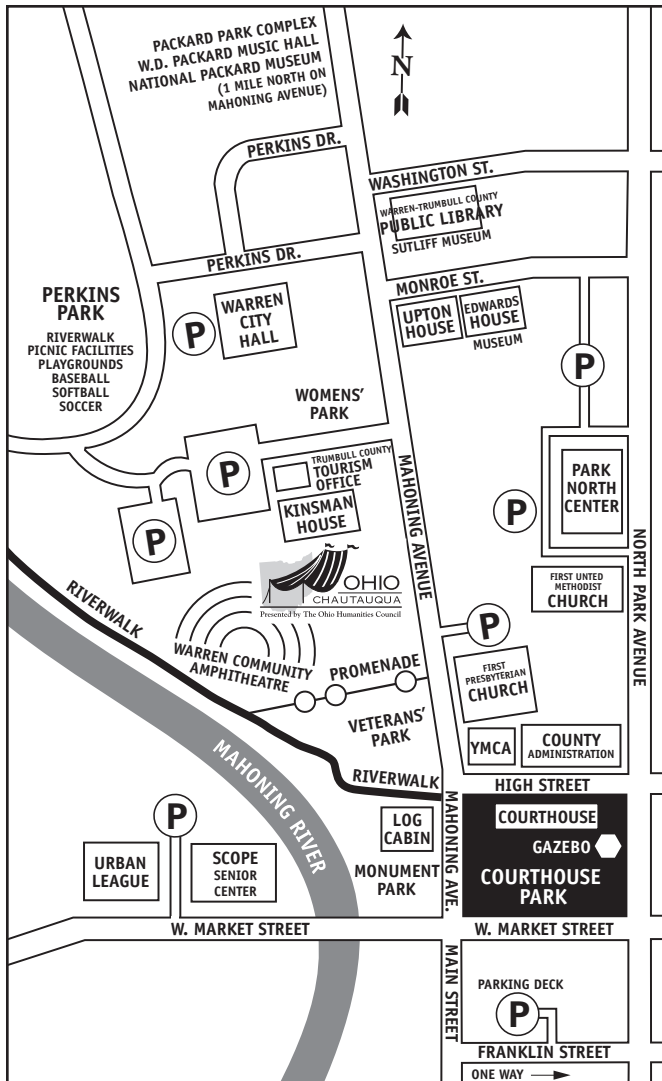 PACKARD PARK COMPLEX
W.D. PACKARD MUSIC HALL
NATIONAL PACKARD MUSEUM
(1 MILE NORTH ON
MAHONING AVENUE)
N
PERKINS DR.
WASHINGTON ST.
WARREN-TRUMBULL COUNTY
PUBLIC LIBRARY
SUTLIFF MUSEUM
PERKINS DR.
MONROE ST.
PERKINS
PARK
RIVERWALK
PICNIC FACILITIES
PLAYGROUNDS
BASEBALL
SOFTBALL
SOCCER
P
WARREN
CITY
HALL
UPTON
HOUSE
EDWARDS
HOUSE
MUSEUM
P
WOMENS'
PARK
MAHONING AVENUE
P
TRUMBULL COUNTY
TOURISM
OFFICE
KINSMAN
HOUSE
P
PARK
NORTH
CENTER
P
NORTH PARK AVENUE
OHIO
CHAUTAUQUA
Presented by The Ohio Humanities Council
FIRST UNTED
METHODIST
CHURCH
RIVERWALK
WARREN COMMUNITY
AMPHITHEATRE
PROMENADE
P
FIRST
PRESBYTERIAN
CHURCH
VETERANS'
PARK
YMCA
COUNTY
ADMINISTRATION
MAHONING RIVER
RIVERWALK
HIGH STREET
P
LOG
CABIN
MAHONING AVE.
COURTHOUSE
GAZEBO
COURTHOUSE
PARK
URBAN
LEAGUE
SCOPE
SENIOR
CENTER
MONUMENT
PARK
W. MARKET STREET
W. MARKET STREET
MAIN STREET
PARKING DECK
P
FRANKLIN STREET
ONE WAY